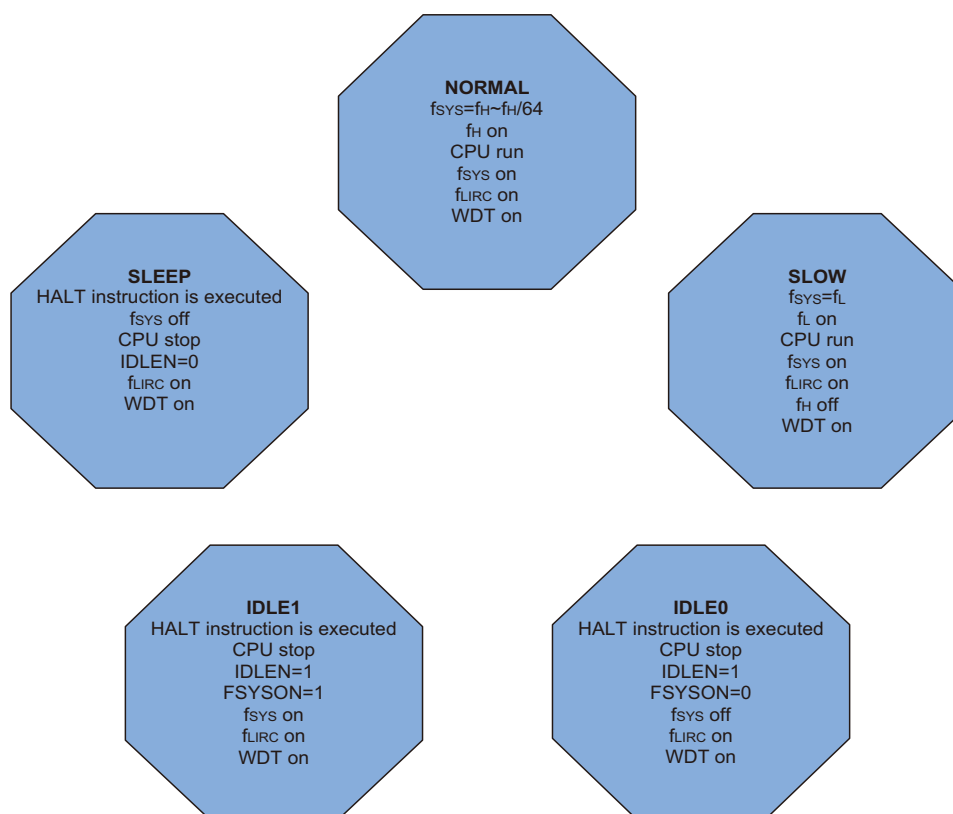 NORMAL
fSYS=fH~fH/64
fH on
CPU run
fSYS on
fLIRC on
WDT on
SLEEP
HALT instruction is executed
fSYS off
CPU stop
IDLEN=0
fLIRC on
WDT on
SLOW
fSYS=fL
fL on
CPU run
fSYS on
fLIRC on
fH off
WDT on
IDLE1
HALT instruction is executed
CPU stop
IDLEN=1
FSYSON=1
fSYS on
fLIRC on
WDT on
IDLE0
HALT instruction is executed
CPU stop
IDLEN=1
FSYSON=0
fSYS off
fLIRC on
WDT on